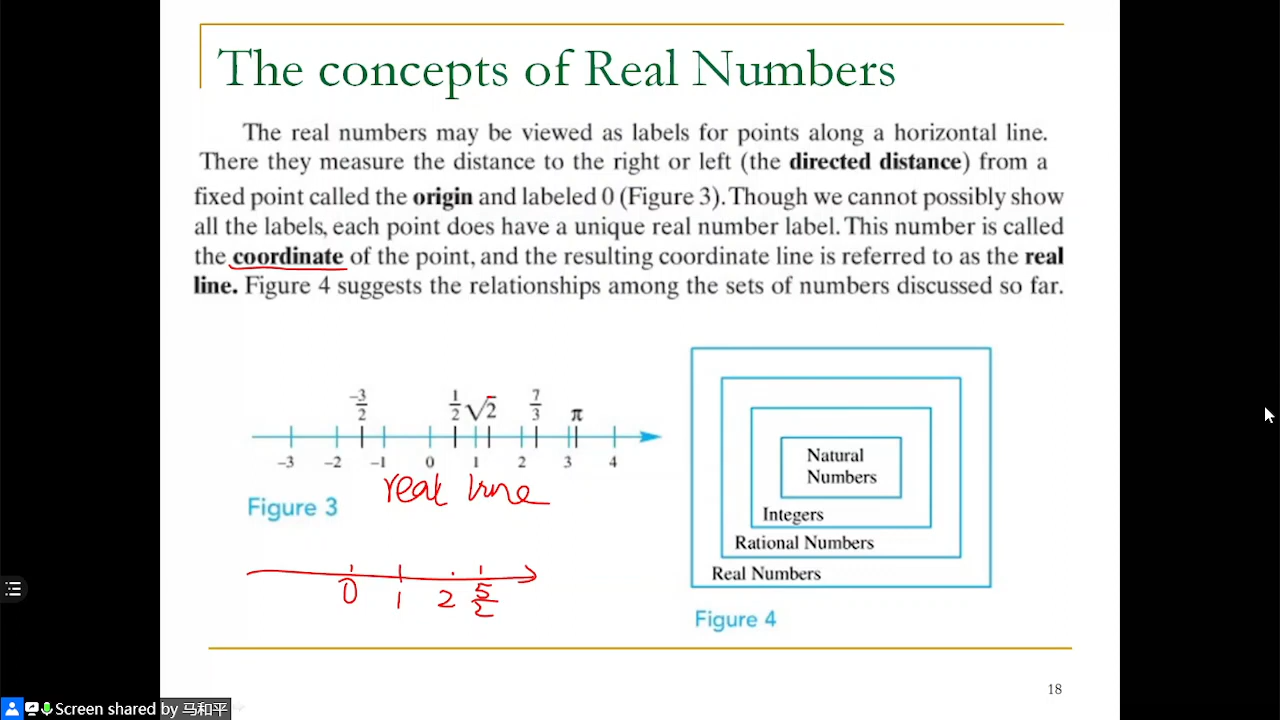 The concepts of Real Numbers
The real numbers may be viewed as labels for points along a horizontal line.
There they measure the distance to the right or left (the directed distance) from a
fixed point called the origin and labeled 0 (Figure 3). Though we cannot possibly show
all the labels, each point does have a unique real number label. This number is called
the coordinate of the point, and the resulting coordinate line is referred to as the real
line. Figure 4 suggests the relationships among the sets of numbers discussed so far.
-3/2 1/2 √2 7/3 π
-3 -2 -1 0 1 2 3 4
real line
Figure 3
0 1 2 5/2
Natural
Numbers
Integers
Rational Numbers
Real Numbers
Figure 4
18
Screen shared by 马和平